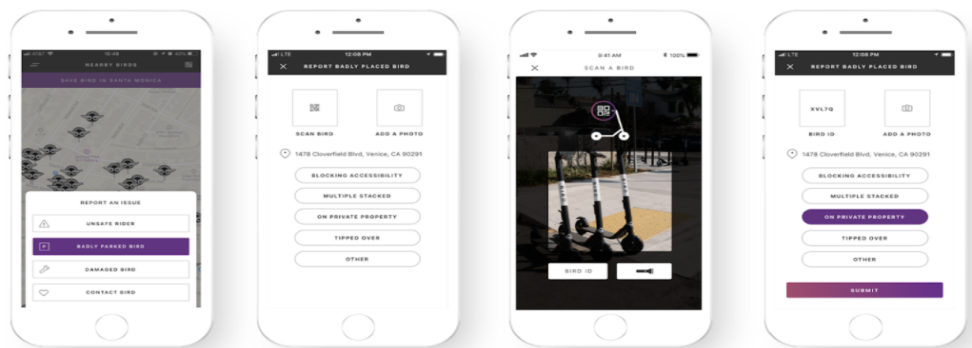 NEARBY BIRDS
SAVE BIRD IN SANTA MONICA
REPORT AN ISSUE
UNSAFE RIDER
P
BADLY PARKED BIRD
DAMAGED BIRD
CONTACT BIRD
LTE 12:08 PM
REPORT BADLY PLACED BIRD
SCAN BIRD ADD A PHOTO
1478 Cloverfield Blvd, Venice, CA 90291
BLOCKING ACCESSIBILITY
MULTIPLE STACKED
ON PRIVATE PROPERTY
TIPPED OVER
OTHER
9:41 AM 100%
SCAN A BIRD
BIRD ID
LTE 12:08 PM
REPORT BADLY PLACED BIRD
XVL7Q
BIRD ID ADD A PHOTO
1478 Cloverfield Blvd, Venice, CA 90291
BLOCKING ACCESSIBILITY
MULTIPLE STACKED
ON PRIVATE PROPERTY
TIPPED OVER
OTHER
SUBMIT